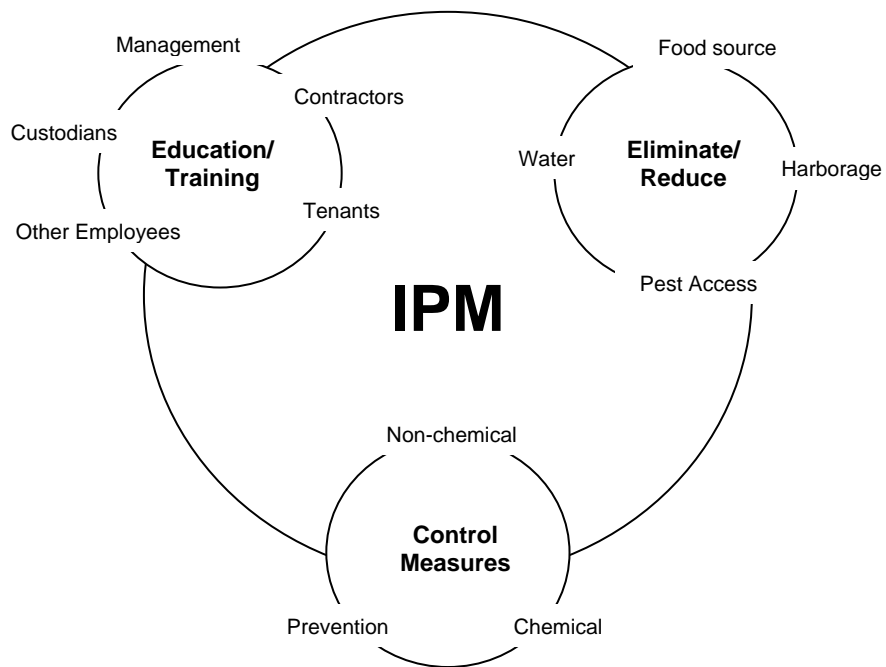 Management
Contractors
Custodians
Education/
Training
Tenants
Other Employees
Food source
Water
Eliminate/
Reduce
Harborage
Pest Access
IPM
Non-chemical
Control
Measures
Prevention
Chemical